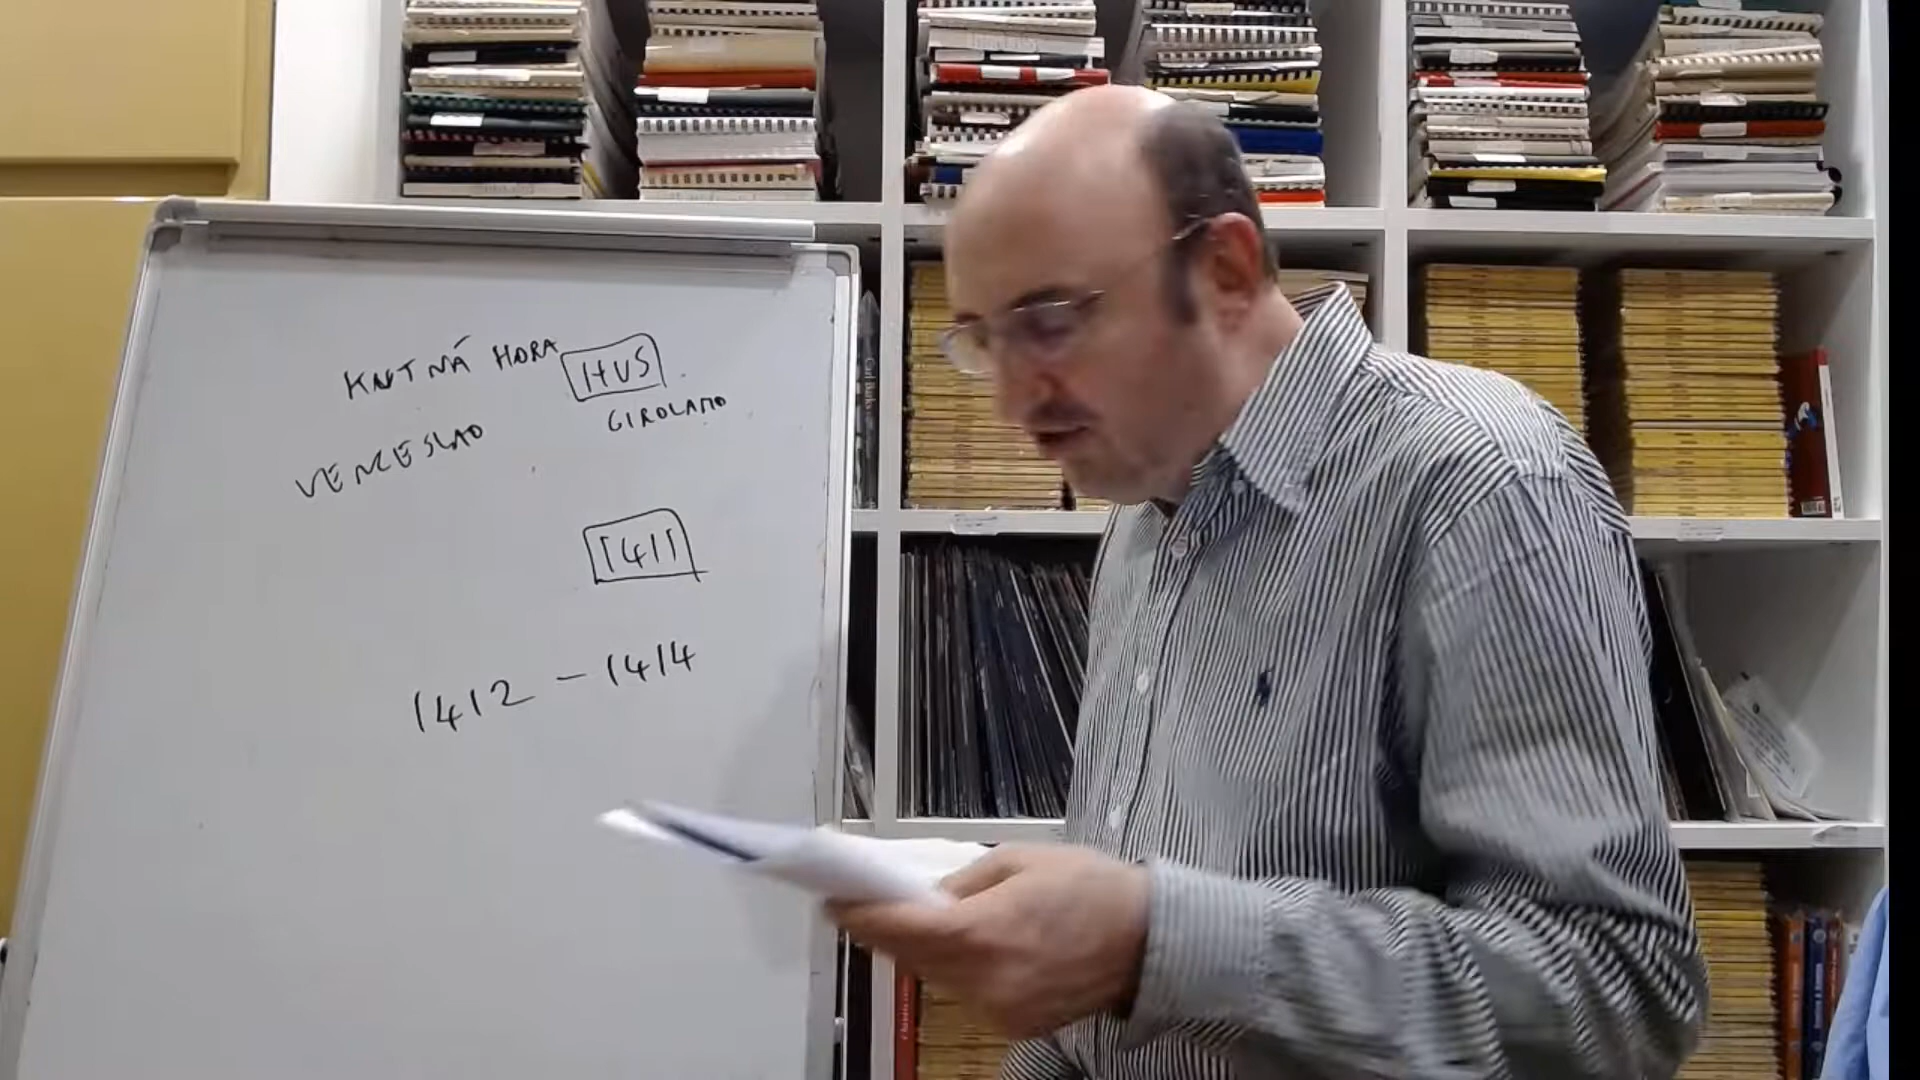 KUTNÁ HORA HUS
GIROLAMO
VENCESLAO
1411
1412 - 1414